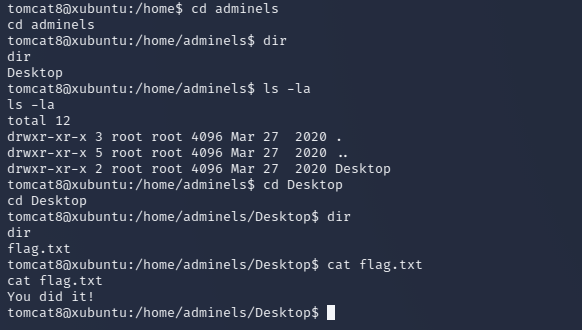 tomcat8@xubuntu:/home$ cd adminels
cd adminels
tomcat8@xubuntu:/home/adminels$ dir
dir
Desktop
tomcat8@xubuntu:/home/adminels$ ls -la
ls -la
total 12
drwxr-xr-x 3 root root 4096 Mar 27  2020 .
drwxr-xr-x 5 root root 4096 Mar 27  2020 ..
drwxr-xr-x 2 root root 4096 Mar 27  2020 Desktop
tomcat8@xubuntu:/home/adminels$ cd Desktop
cd Desktop
tomcat8@xubuntu:/home/adminels/Desktop$ dir
dir
flag.txt
tomcat8@xubuntu:/home/adminels/Desktop$ cat flag.txt
cat flag.txt
You did it!
tomcat8@xubuntu:/home/adminels/Desktop$